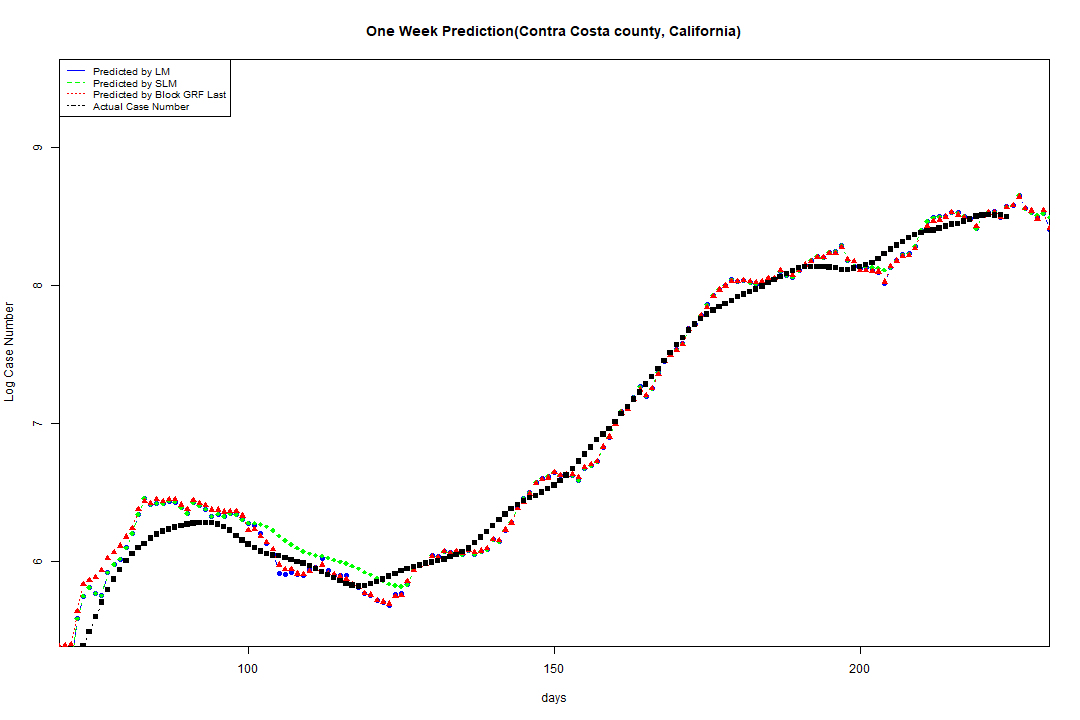 One Week Prediction(Contra Costa county, California)
Predicted by LM
Predicted by SLM
Predicted by Block GRF Last
Actual Case Number
Log Case Number
9
8
7
6
100 150 200
days